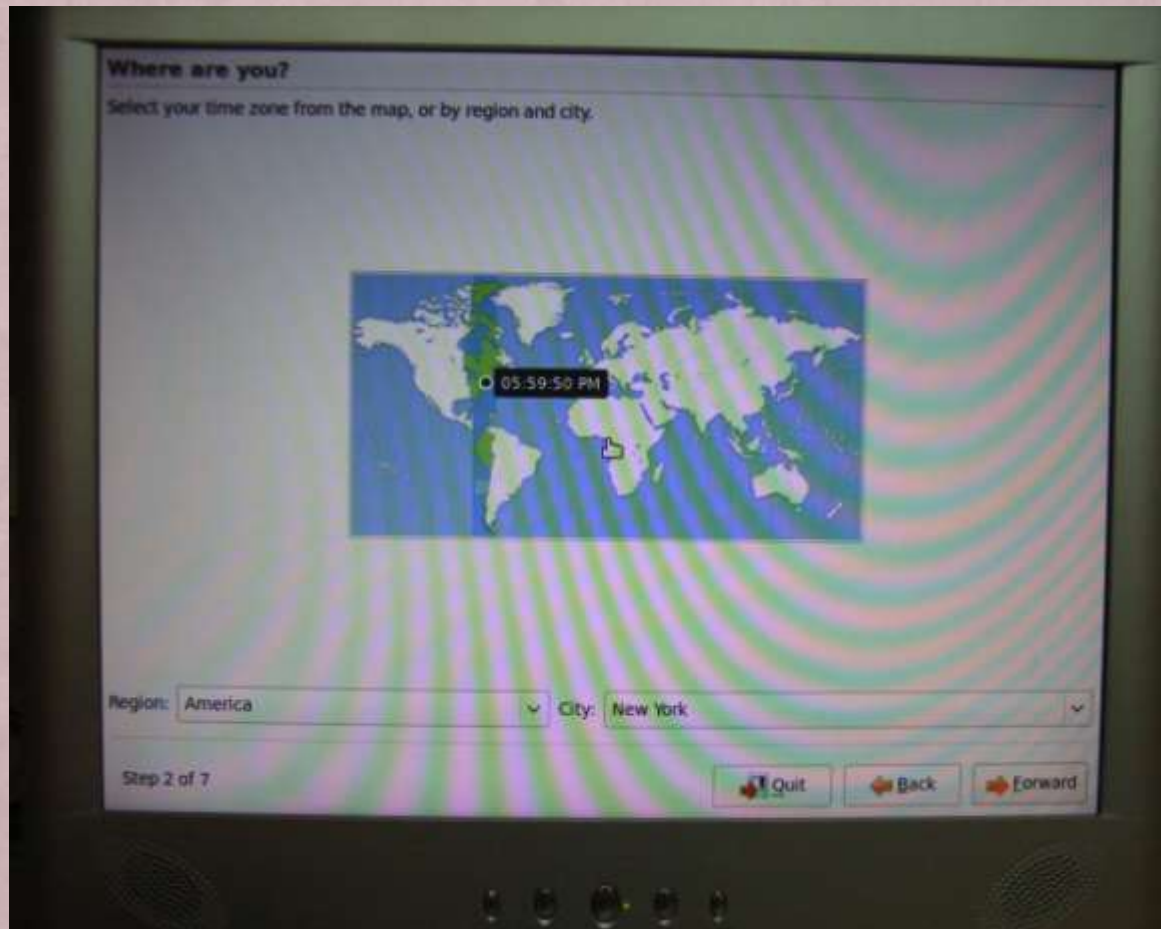 Where are you?
Select your time zone from the map, or by region and city.
05:59:50 PM
Region: America City: New York
Step 2 of 7 Quit Back Forward